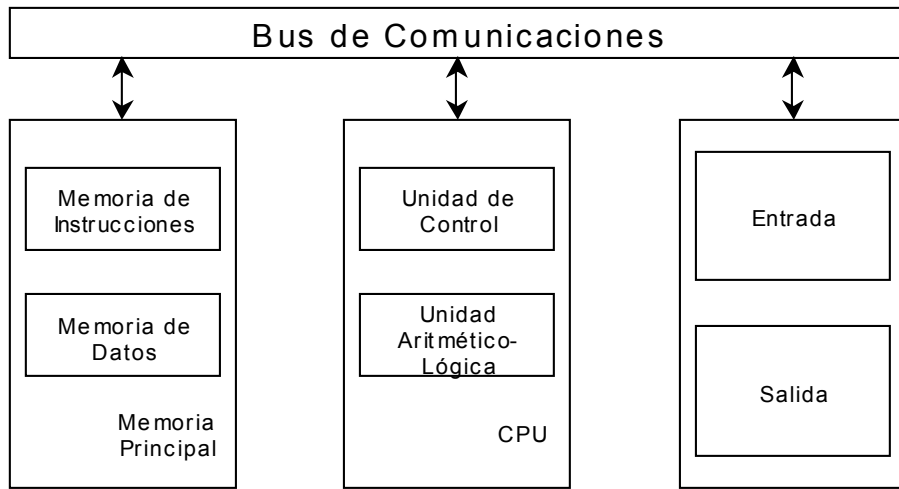 Bus de Comunicaciones
Memoria de
Instrucciones
Memoria de
Datos
Memoria
Principal
Unidad de
Control
Unidad
Aritmético-
Lógica
CPU
Entrada
Salida